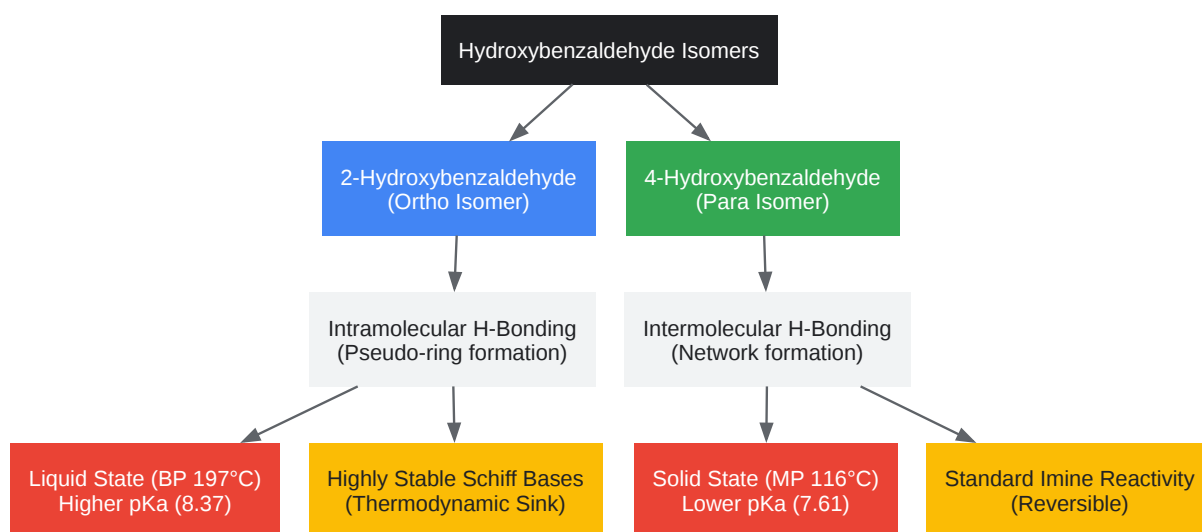 Hydroxybenzaldehyde Isomers
2-Hydroxybenzaldehyde
(Ortho Isomer)
4-Hydroxybenzaldehyde
(Para Isomer)
Intramolecular H-Bonding
(Pseudo-ring formation)
Intermolecular H-Bonding
(Network formation)
Liquid State (BP 197°C)
Higher pKa (8.37)
Highly Stable Schiff Bases
(Thermodynamic Sink)
Solid State (MP 116°C)
Lower pKa (7.61)
Standard Imine Reactivity
(Reversible)